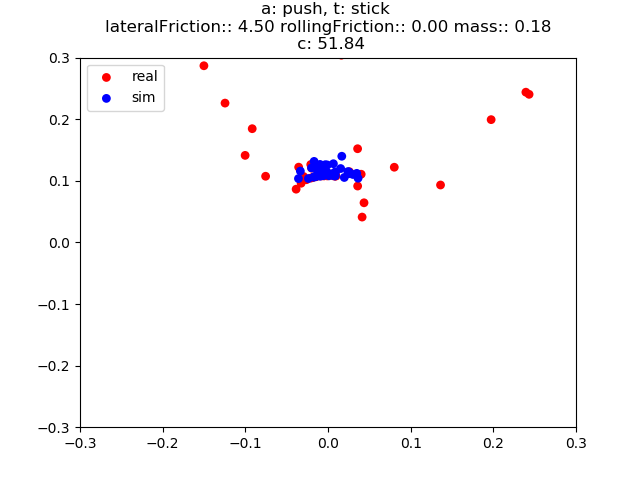 a: push, t: stick
lateralFriction:: 4.50 rollingFriction:: 0.00 mass:: 0.18
c: 51.84
real
sim
0.3
0.2
0.1
0.0
−0.1
−0.2
−0.3
−0.3 −0.2 −0.1 0.0 0.1 0.2 0.3